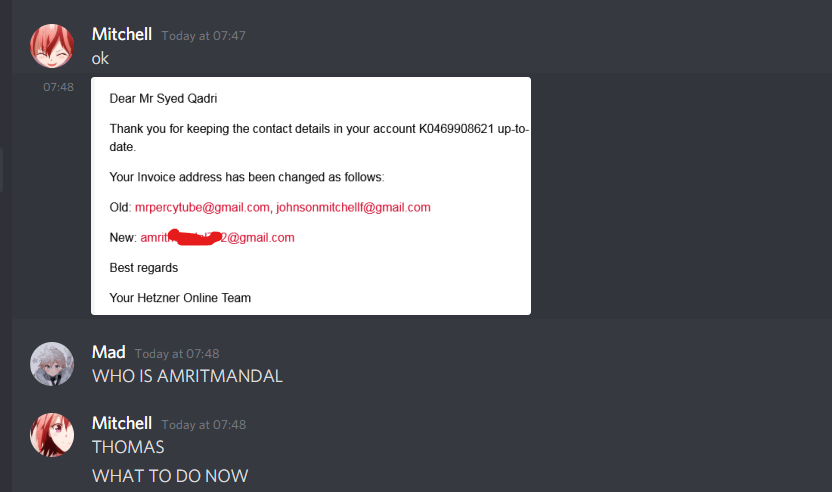 Mitchell Today at 07:47
ok
07:48
Dear Mr Syed Qadri
Thank you for keeping the contact details in your account K0469908621 up-to-
date.
Your Invoice address has been changed as follows:
Old: mrpercytube@gmail.com, johnsonmitchellf@gmail.com
New: amrit 2@gmail.com
Best regards
Your Hetzner Online Team
Mad Today at 07:48
WHO IS AMRITMANDAL
Mitchell Today at 07:48
THOMAS
WHAT TO DO NOW